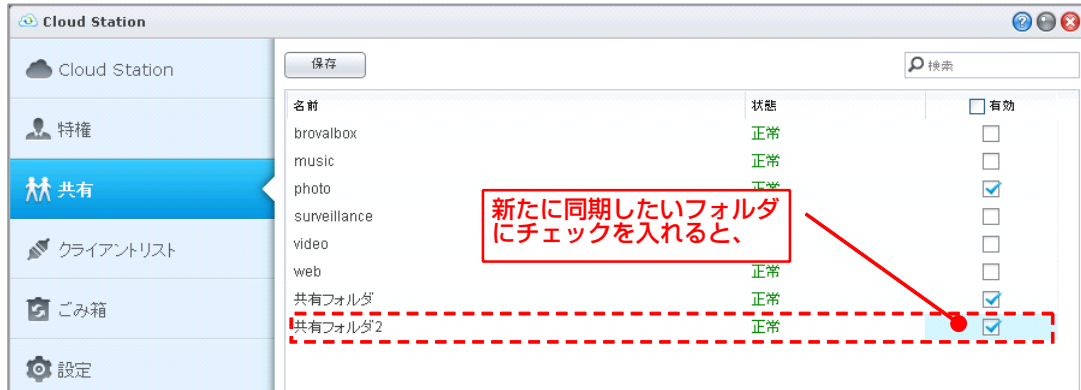 Cloud Station
Cloud Station
特権
共有
クライアントリスト
ごみ箱
設定
保存
検索
名前 状態 有効
brovalbox 正常
music 正常
photo 正常
surveillance
video
web 正常
共有フォルダ 正常
共有フォルダ2 正常
新たに同期したいフォルダ
にチェックを入れると、